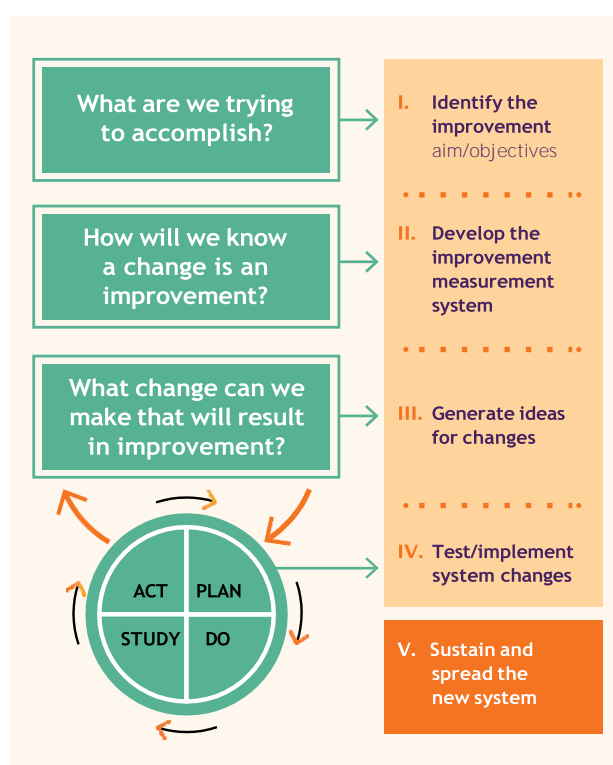 What are we trying
to accomplish?
I. Identify the
improvement
aim/objectives
How will we know
a change is an
improvement?
II. Develop the
improvement
measurement
system
What change can we
make that will result
in improvement?
III. Generate ideas
for changes
ACT PLAN
STUDY DO
IV. Test/implement
system changes
V. Sustain and
spread the
new system